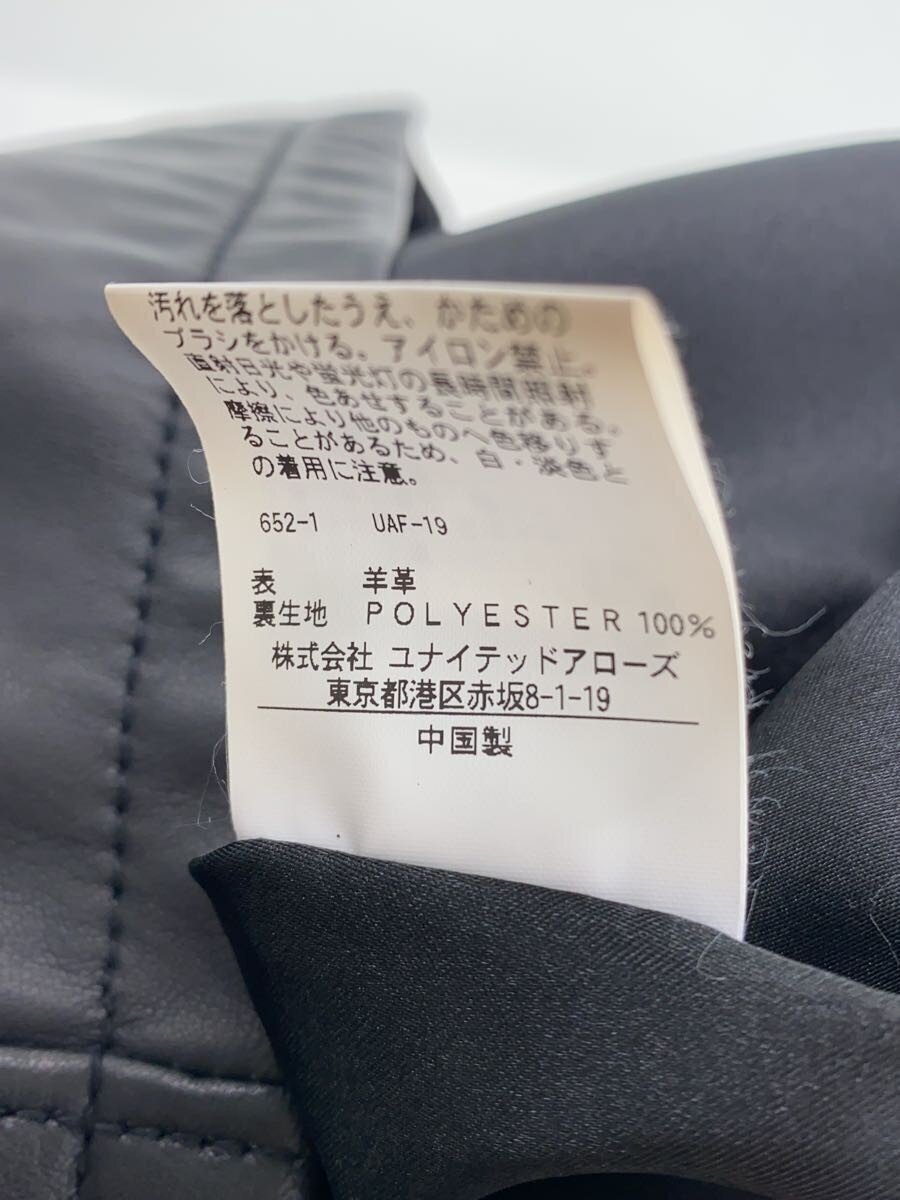 汚れを落としたうえ、かための
ブラシをかける。アイロン禁止。
直射日光や蛍光灯の長時間照射
により、色あせすることがある。
摩擦により他のものへ色移りす
ることがあるため、白・淡色と
の着用に注意。
652-1 UAF-19
表 羊革
裏生地 POLYESTER 100%
株式会社 ユナイテッドアローズ
東京都港区赤坂8-1-19
中国製